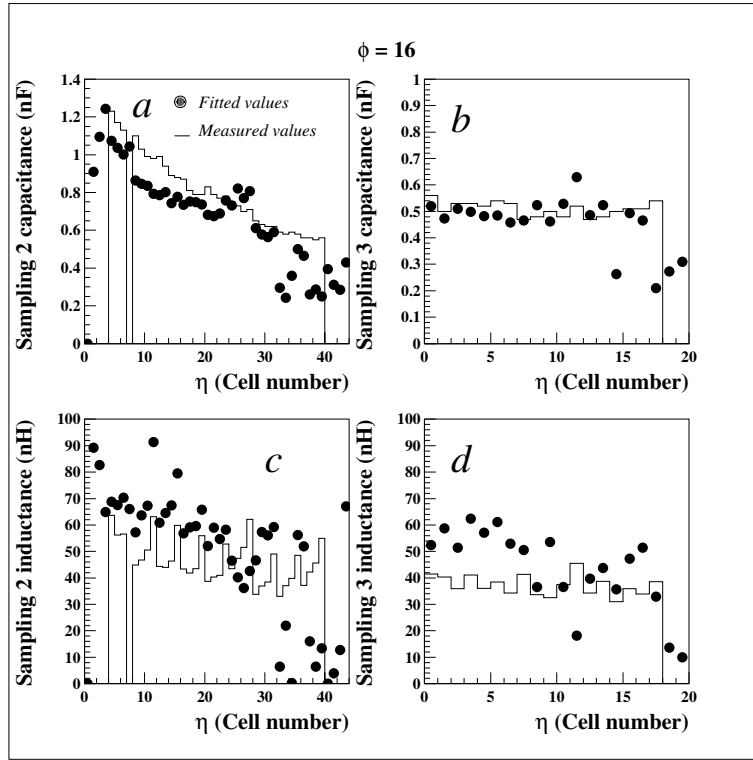 ϕ = 16
Sampling 2 capacitance (nF)
0
0.2
0.4
0.6
0.8
1
1.2
1.4
0 10 20 30 40
η (Cell number)
a
Fitted values
Measured values
Sampling 3 capacitance (nF)
0
0.1
0.2
0.3
0.4
0.5
0.6
0.7
0.8
0.9
1
0 5 10 15 20
η (Cell number)
b
Sampling 2 inductance (nH)
0
10
20
30
40
50
60
70
80
90
100
0 10 20 30 40
η (Cell number)
c
Sampling 3 inductance (nH)
0
10
20
30
40
50
60
70
80
90
100
0 5 10 15 20
η (Cell number)
d